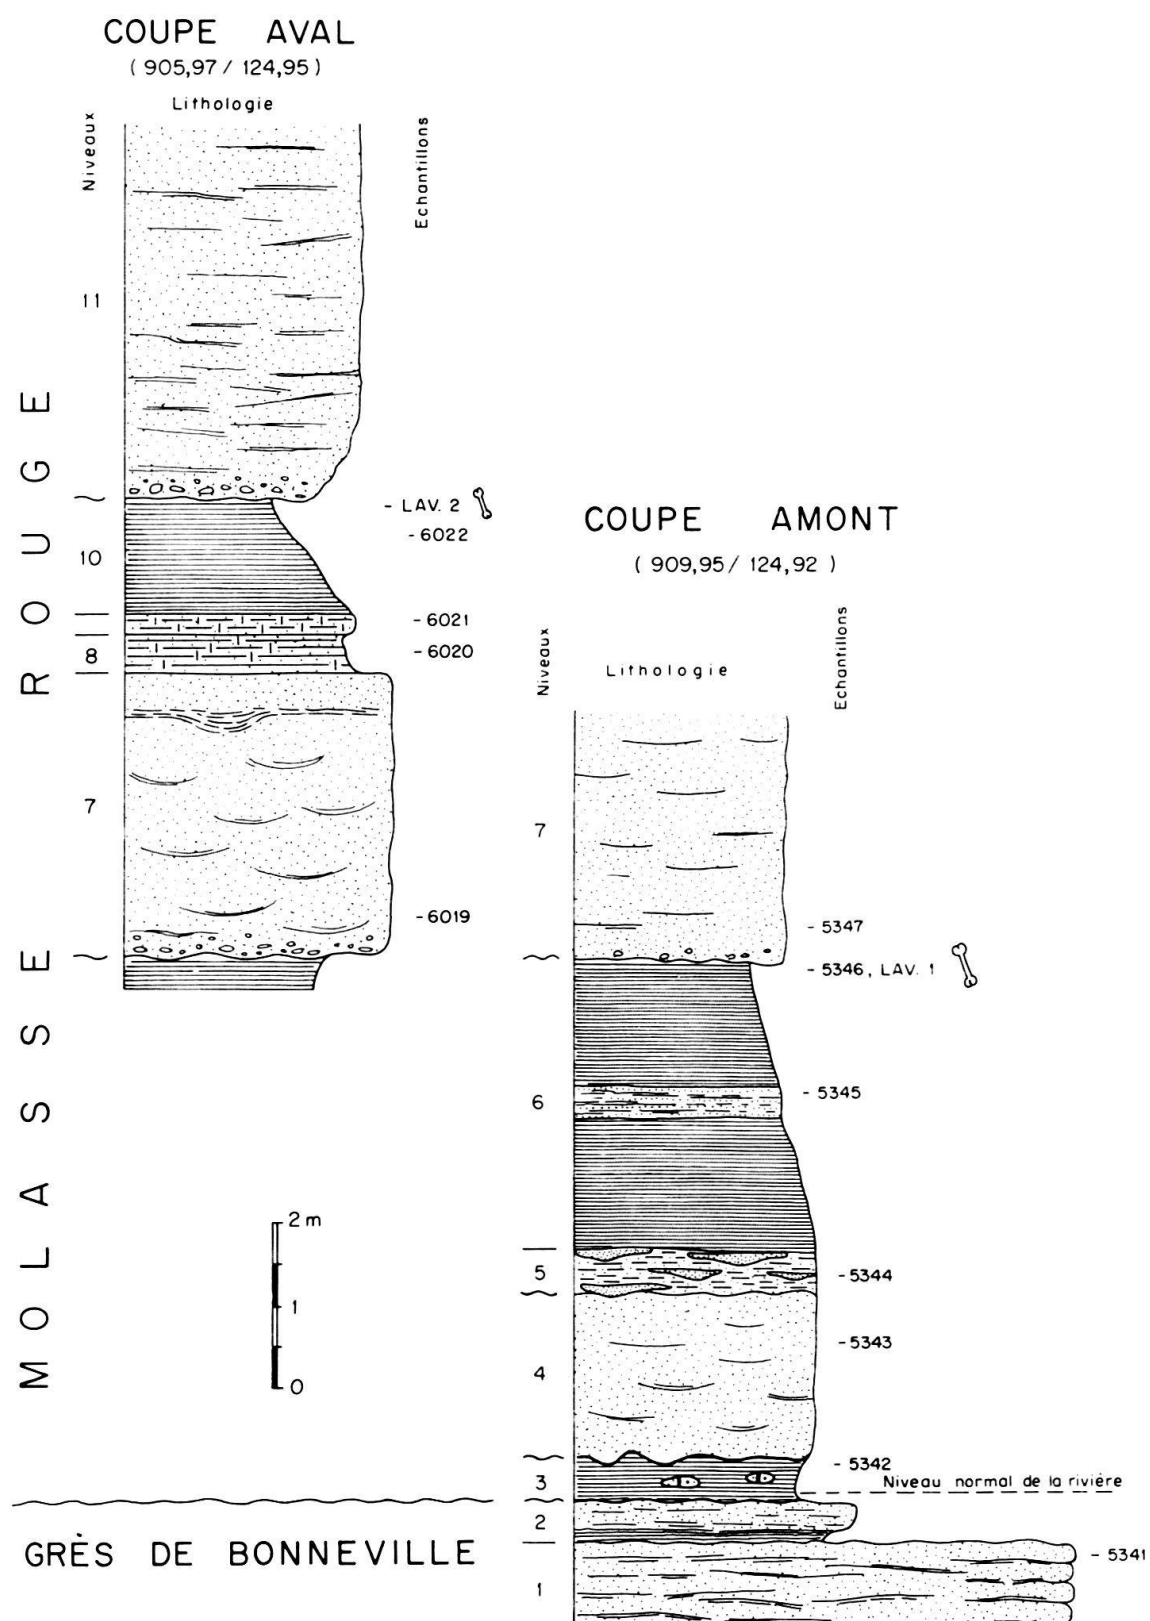 COUPE AVAL
( 905,97 / 124,95 )
Lithologie
Niveaux
Echantillons
11
- LAV. 2
- 6022
10
- 6021
8
- 6020
7
- 6019
MOLASSE ROUGE
2 m
1
0
COUPE AMONT
( 909,95 / 124,92 )
Niveaux
Lithologie
Echantillons
7
- 5347
- 5346, LAV. 1
6
- 5345
5
- 5344
- 5343
4
- 5342
Niveau normal de la rivière
3
2
GRÈS DE BONNEVILLE
- 5341
1